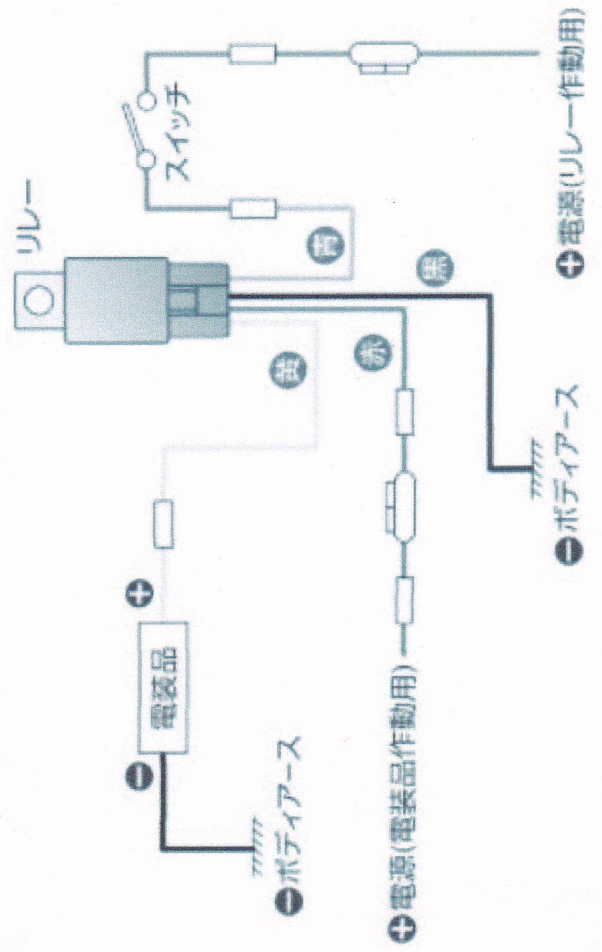 リレー
⊖
⊕
電装品
スイッチ
⊖ボディアース
黄
青
赤
黒
⊕電源(電装品作動用)
⊖ボディアース
⊕電源(リレー作動用)